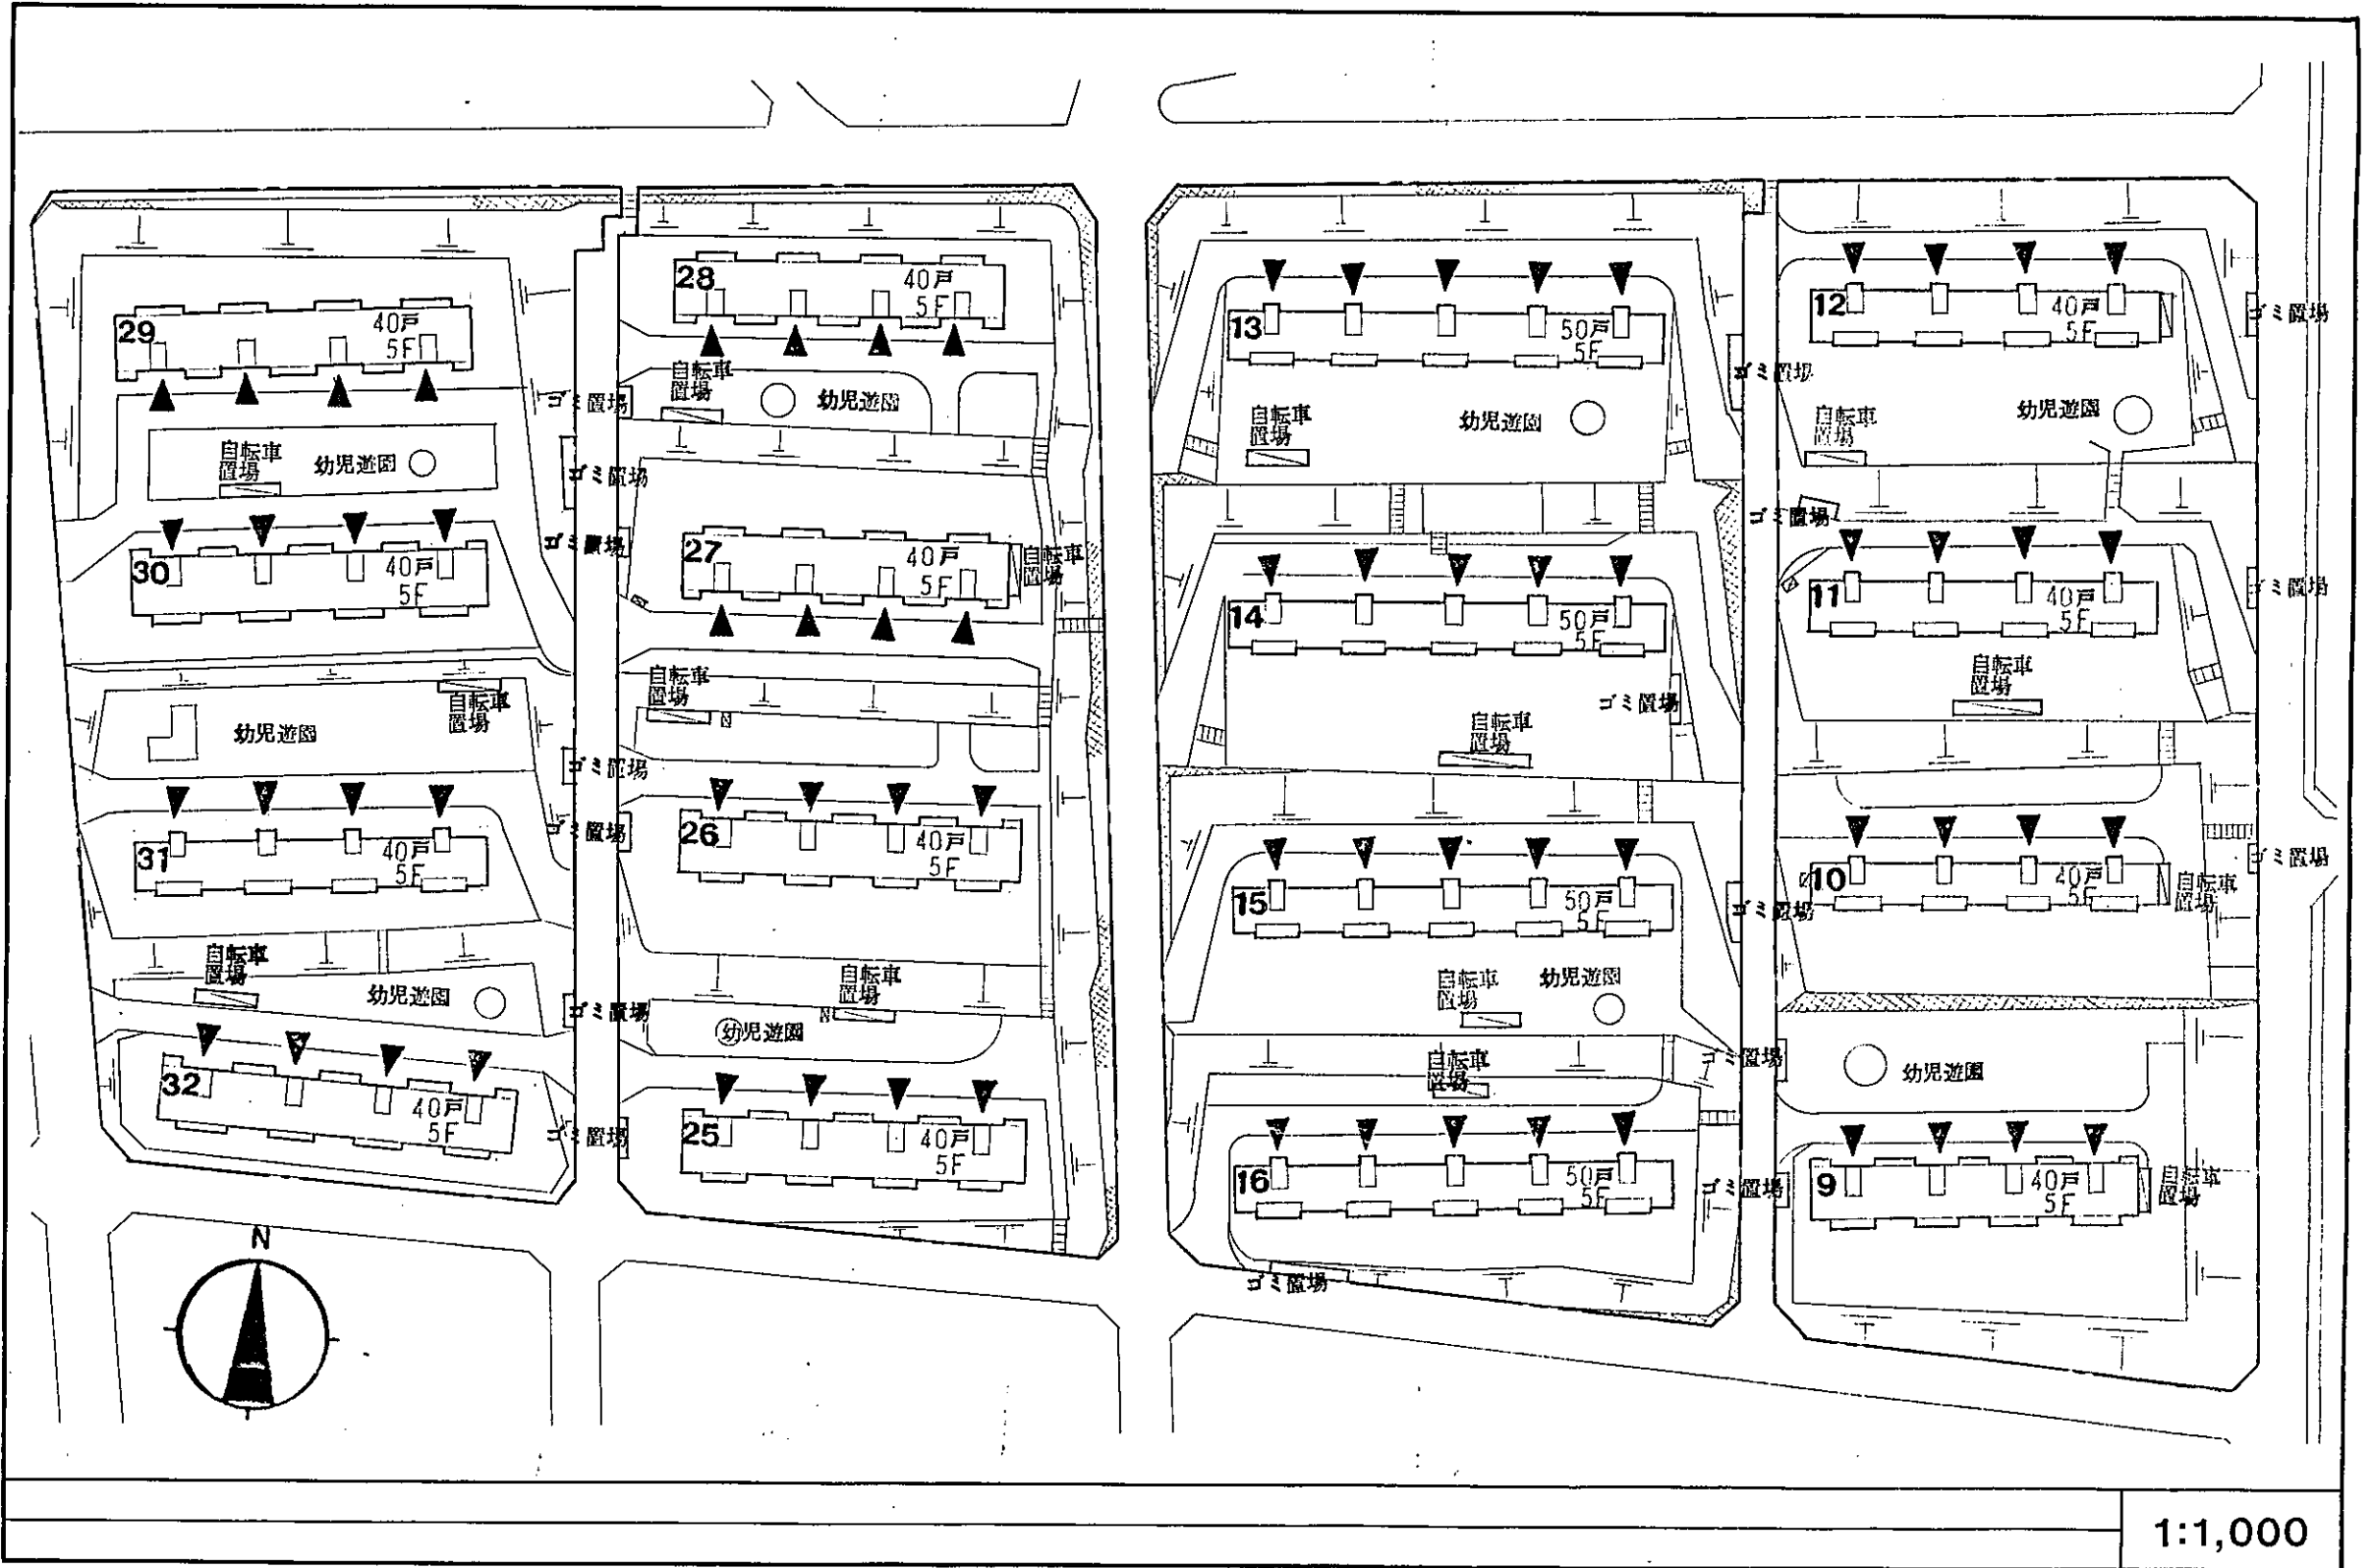 28
40戸
5F
29
40戸
5F
自転車
置場
幼児遊園
ゴミ置場
自転車
置場
幼児遊園
ゴミ置場
30
40戸
5F
ゴミ置場
27
40戸
5F
自転車
置場
自転車
置場
幼児遊園
自転車
置場
ゴミ置場
31
40戸
5F
ゴミ置場
26
40戸
5F
自転車
置場
幼児遊園
ゴミ置場
自転車
置場
幼児遊園
32
40戸
5F
ゴミ置場
25
40戸
5F
N
13
50戸
5F
ゴミ置場
自転車
置場
幼児遊園
12
40戸
5F
ゴミ置場
自転車
置場
幼児遊園
ゴミ置場
14
50戸
5F
ゴミ置場
自転車
置場
11
40戸
5F
ゴミ置場
自転車
置場
15
50戸
5F
ゴミ置場
自転車
置場
幼児遊園
10
40戸
5F
ゴミ置場
自転車
置場
自転車
置場
ゴミ置場
幼児遊園
16
50戸
5F
ゴミ置場
ゴミ置場
9
40戸
5F
自転車
置場
1:1,000